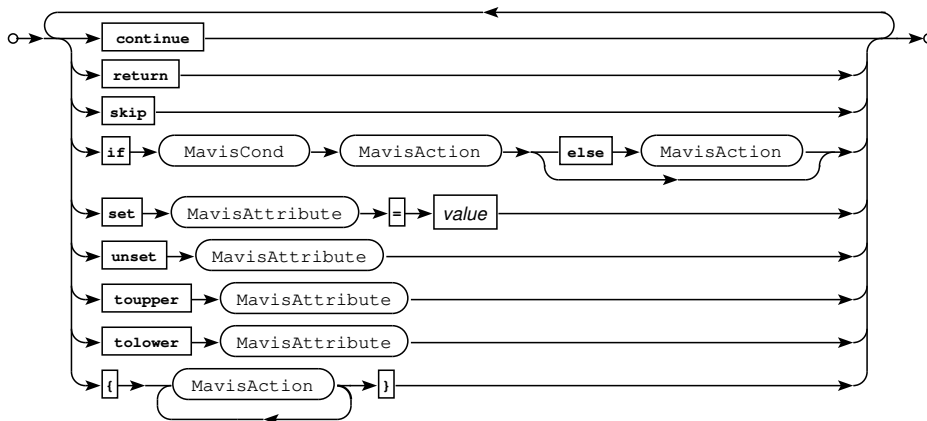 continue
return
skip
if MavisCond MavisAction else MavisAction
set MavisAttribute = value
unset MavisAttribute
toupper MavisAttribute
tolower MavisAttribute
{ MavisAction }